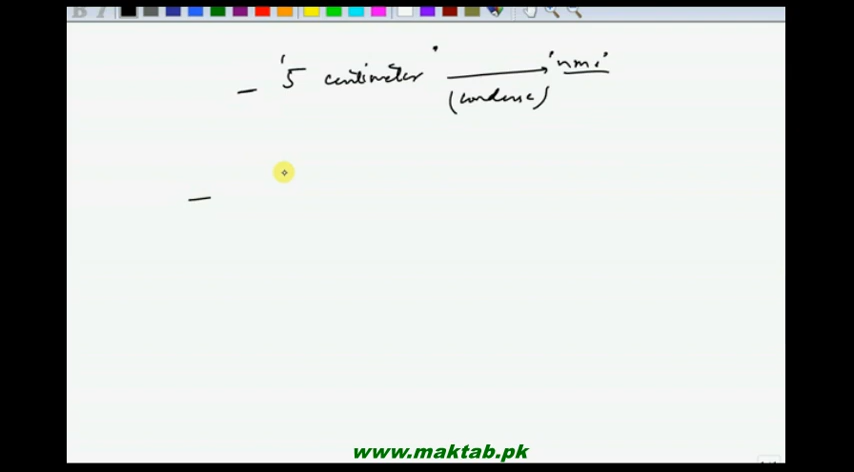 – '5 centimeter' ⟶ 'nm.'
(condense)
–
www.maktab.pk